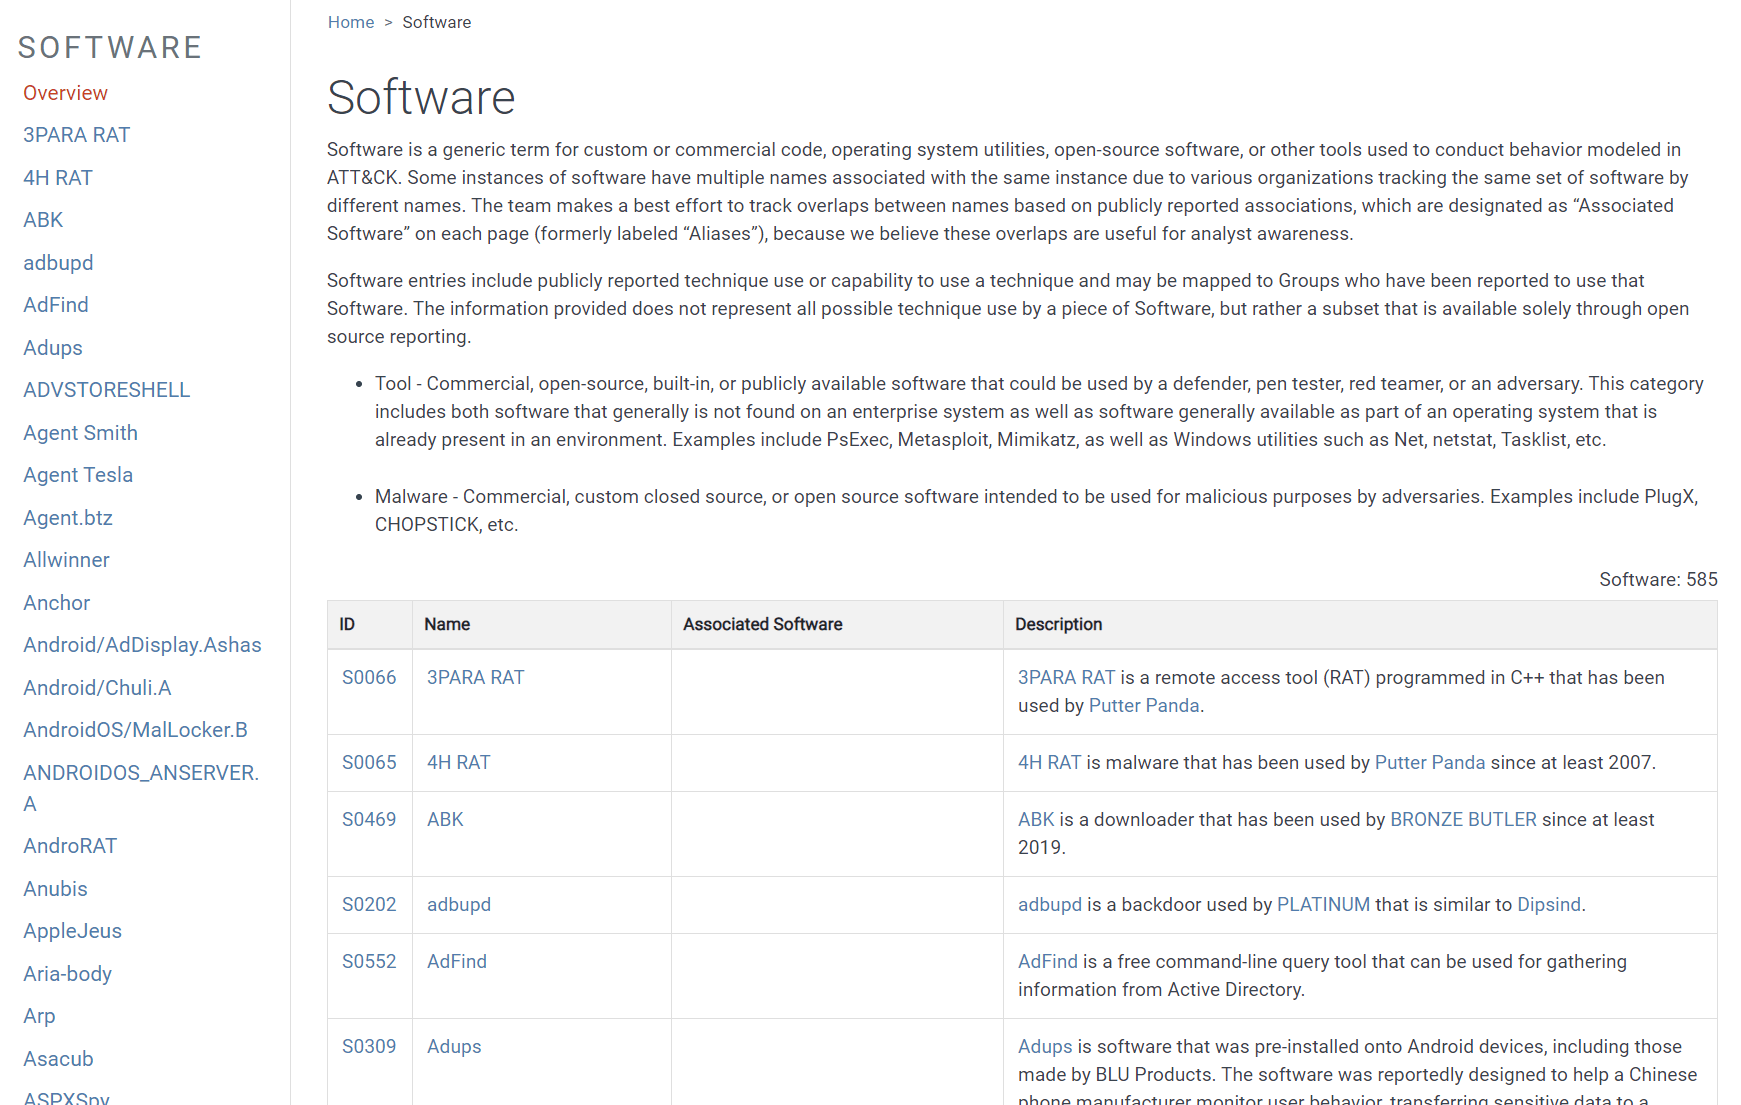 SOFTWARE
Overview
3PARA RAT
4H RAT
ABK
adbupd
AdFind
Adups
ADVSTORESHELL
Agent Smith
Agent Tesla
Agent.btz
Allwinner
Anchor
Android/AdDisplay.Ashas
Android/Chuli.A
AndroidOS/MalLocker.B
ANDROIDOS_ANSERVER.
A
AndroRAT
Anubis
AppleJeus
Aria-body
Arp
Asacub
ASPXSpy
Home > Software
Software
Software is a generic term for custom or commercial code, operating system utilities, open-source software, or other tools used to conduct behavior modeled in
ATT&CK. Some instances of software have multiple names associated with the same instance due to various organizations tracking the same set of software by
different names. The team makes a best effort to track overlaps between names based on publicly reported associations, which are designated as “Associated
Software” on each page (formerly labeled “Aliases”), because we believe these overlaps are useful for analyst awareness.
Software entries include publicly reported technique use or capability to use a technique and may be mapped to Groups who have been reported to use that
Software. The information provided does not represent all possible technique use by a piece of Software, but rather a subset that is available solely through open
source reporting.
• Tool - Commercial, open-source, built-in, or publicly available software that could be used by a defender, pen tester, red teamer, or an adversary. This category
includes both software that generally is not found on an enterprise system as well as software generally available as part of an operating system that is
already present in an environment. Examples include PsExec, Metasploit, Mimikatz, as well as Windows utilities such as Net, netstat, Tasklist, etc.
• Malware - Commercial, custom closed source, or open source software intended to be used for malicious purposes by adversaries. Examples include PlugX,
CHOPSTICK, etc.
Software: 585
ID Name Associated Software Description
S0066 3PARA RAT 3PARA RAT is a remote access tool (RAT) programmed in C++ that has been
used by Putter Panda.
S0065 4H RAT 4H RAT is malware that has been used by Putter Panda since at least 2007.
S0469 ABK ABK is a downloader that has been used by BRONZE BUTLER since at least
2019.
S0202 adbupd adbupd is a backdoor used by PLATINUM that is similar to Dipsind.
S0552 AdFind AdFind is a free command-line query tool that can be used for gathering
information from Active Directory.
S0309 Adups Adups is software that was pre-installed onto Android devices, including those
made by BLU Products. The software was reportedly designed to help a Chinese
phone manufacturer monitor user behavior, transferring sensitive data to a